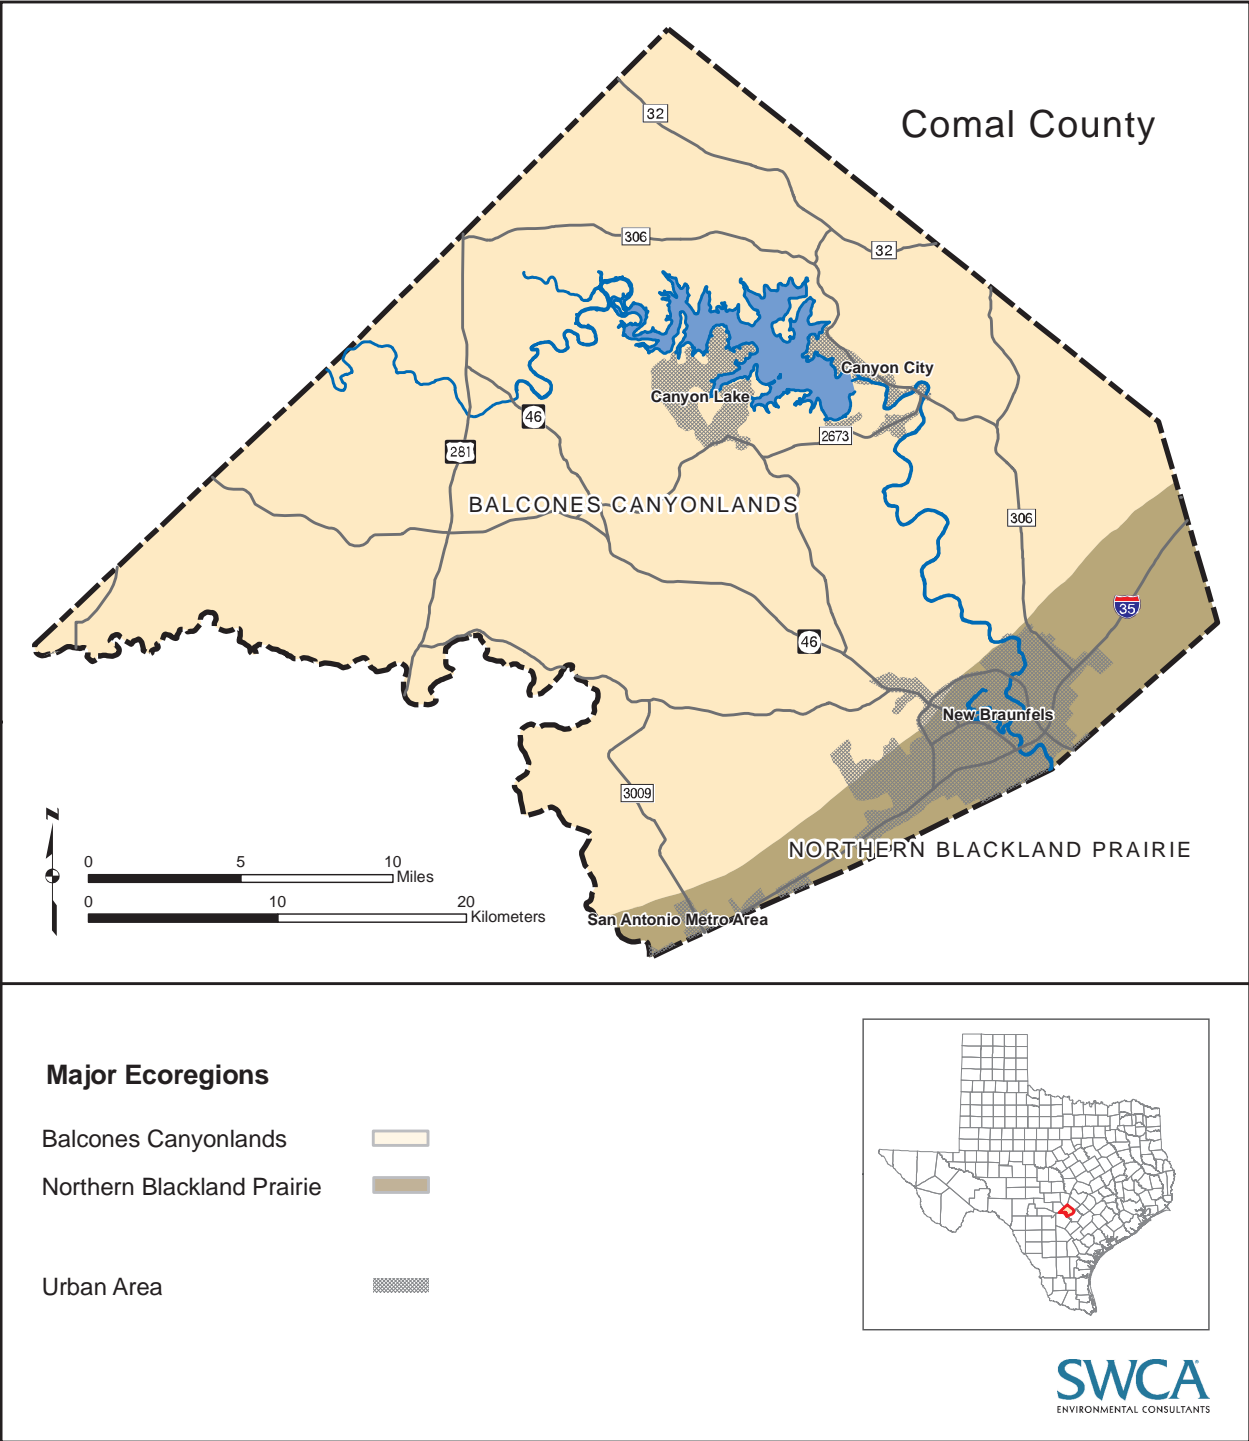 Comal County
32
306
32
Canyon City
Canyon Lake
46
2673
281
BALCONES CANYONLANDS
306
35
46
New Braunfels
3009
NORTHERN BLACKLAND PRAIRIE
San Antonio Metro Area
N
0 5 10
Miles
0 10 20
Kilometers
Major Ecoregions
Balcones Canyonlands
Northern Blackland Prairie
Urban Area
SWCA
ENVIRONMENTAL CONSULTANTS